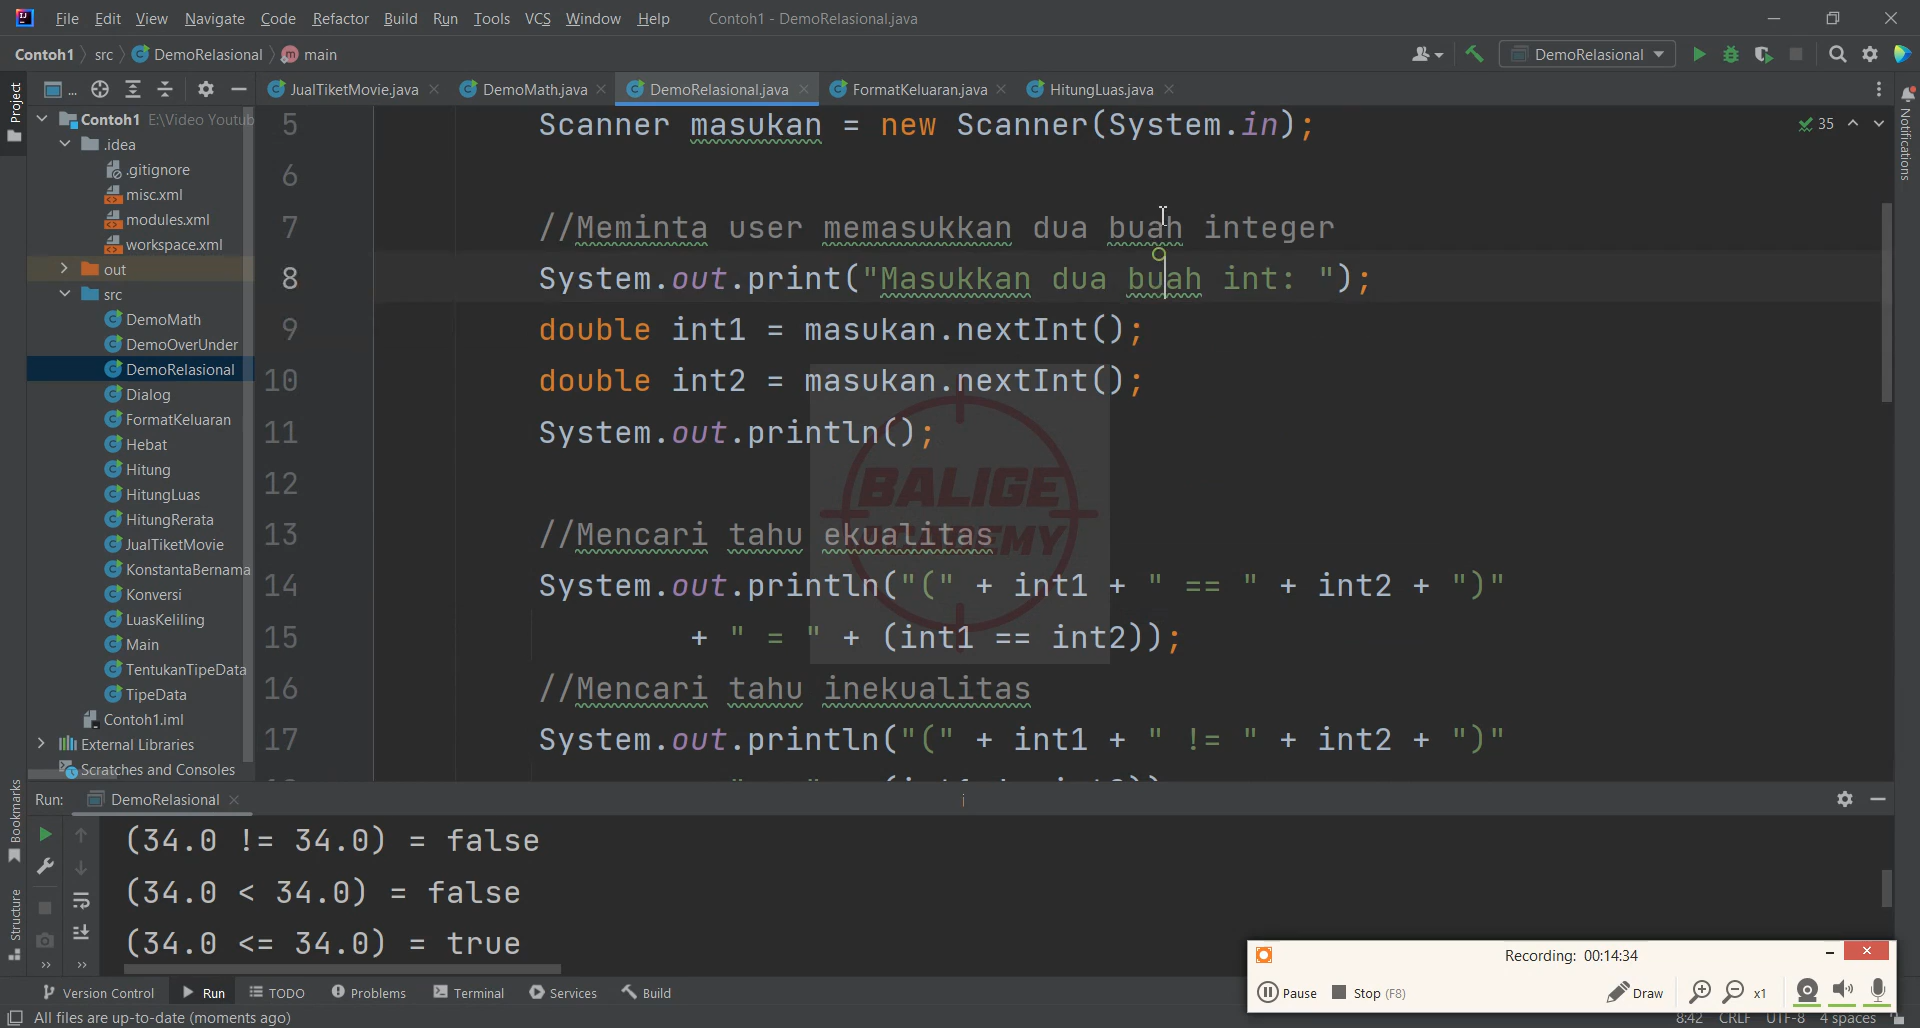 File Edit View Navigate Code Refactor Build Run Tools VCS Window Help Contoh1 - DemoRelasional.java
Contoh1 src DemoRelasional main DemoRelasional
Project ... JualTiketMovie.java DemoMath.java DemoRelasional.java FormatKeluaran.java HitungLuas.java
Notifications
Contoh1 E:\Video Youtub
.idea
.gitignore
misc.xml
modules.xml
workspace.xml
out
src
DemoMath
DemoOverUnder
DemoRelasional
Dialog
FormatKeluaran
Hebat
Hitung
HitungLuas
HitungRerata
JualTiketMovie
KonstantaBernama
Konversi
LuasKeliling
Main
TentukanTipeData
TipeData
Contoh1.iml
External Libraries
Scratches and Consoles
35
5 Scanner masukan = new Scanner(System.in);
6
7 //Meminta user memasukkan dua buah integer
8 System.out.print("Masukkan dua buah int: ");
9 double int1 = masukan.nextInt();
10 double int2 = masukan.nextInt();
11 System.out.println();
12
13 //Mencari tahu ekualitas
14 System.out.println("(" + int1 + " == " + int2 + ")"
15 + " = " + (int1 == int2));
16 //Mencari tahu inekualitas
17 System.out.println("(" + int1 + " != " + int2 + ")"
BALIGE
Bookmarks
Structure
Run: DemoRelasional
(34.0 != 34.0) = false
(34.0 < 34.0) = false
(34.0 <= 34.0) = true
Recording: 00:14:34
Pause Stop (F8) Draw x1
Version Control Run TODO Problems Terminal Services Build
All files are up-to-date (moments ago) 8:42 CRLF UTF-8 4 spaces